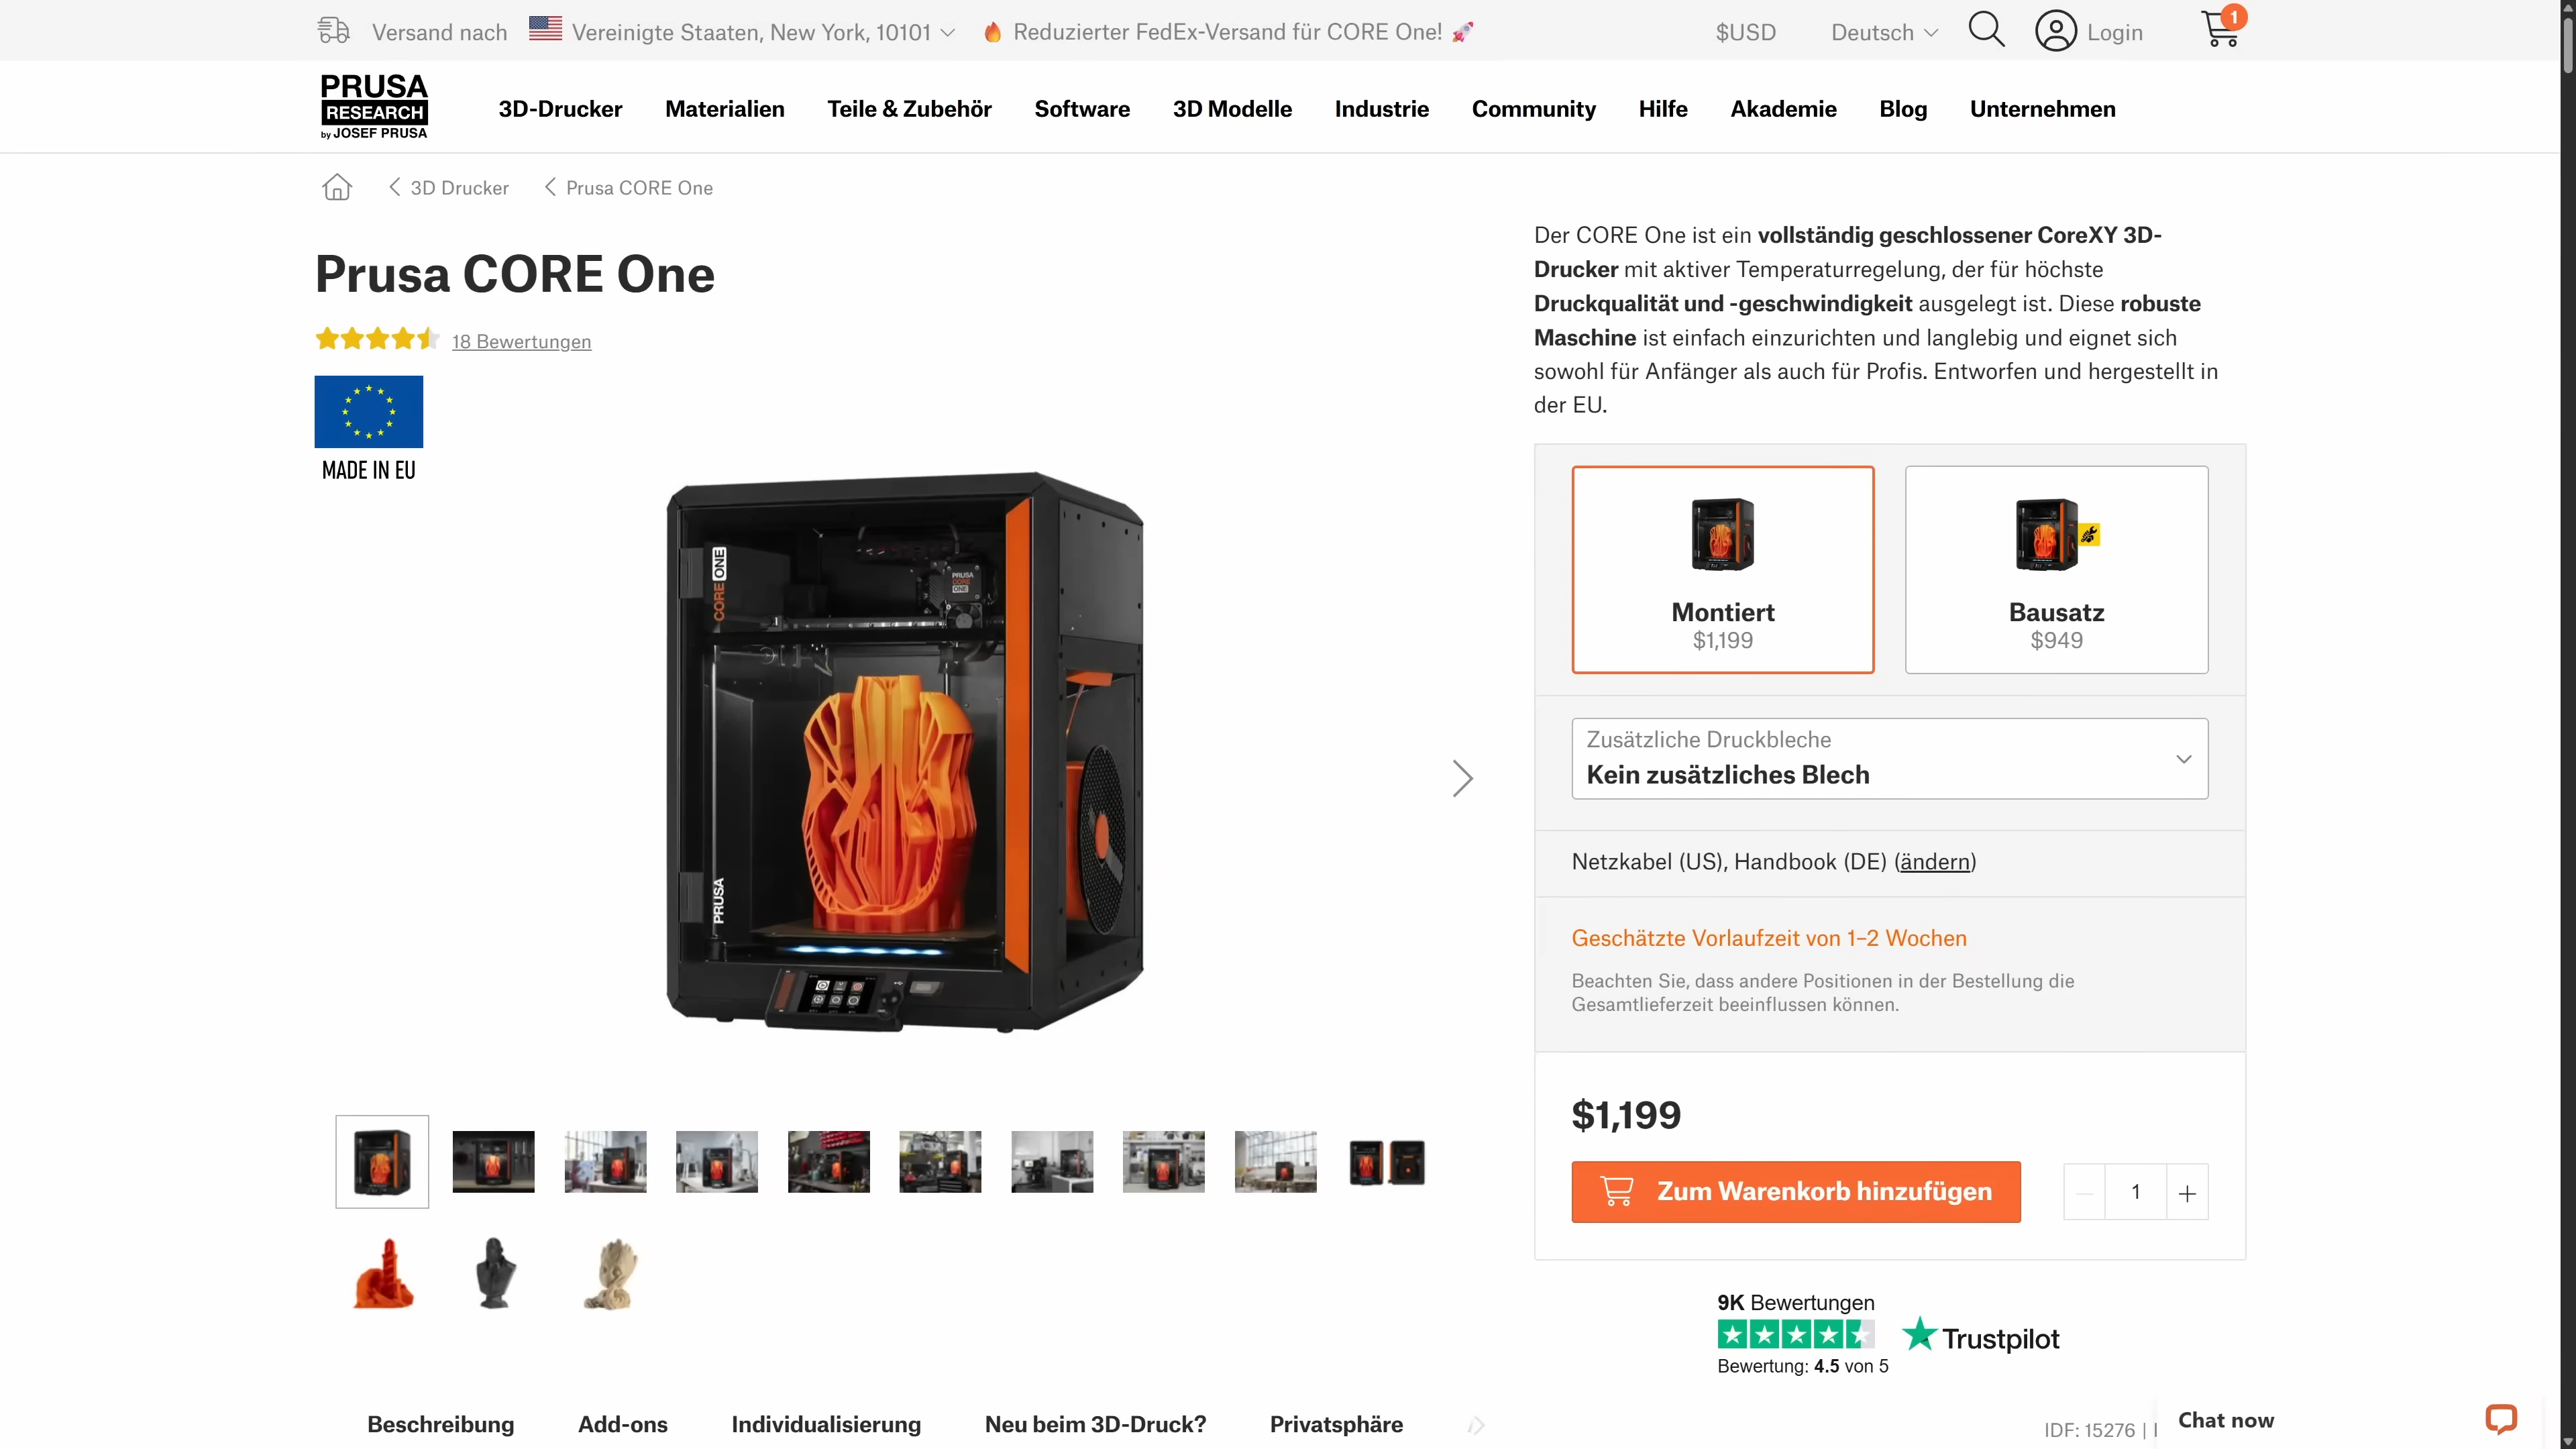 Versand nach Vereinigte Staaten, New York, 10101 🔥 Reduzierter FedEx-Versand für CORE One! 🚀 $USD Deutsch Login 1
PRUSA
RESEARCH
by JOSEF PRUSA
3D-Drucker Materialien Teile & Zubehör Software 3D Modelle Industrie Community Hilfe Akademie Blog Unternehmen
3D Drucker Prusa CORE One
Prusa CORE One
18 Bewertungen
MADE IN EU
CORE ONE
PRUSA
CORE
ONE
PRUSA
Der CORE One ist ein vollständig geschlossener CoreXY 3D-
Drucker mit aktiver Temperaturregelung, der für höchste
Druckqualität und -geschwindigkeit ausgelegt ist. Diese robuste
Maschine ist einfach einzurichten und langlebig und eignet sich
sowohl für Anfänger als auch für Profis. Entworfen und hergestellt in
der EU.
Montiert
$1,199
Bausatz
$949
Zusätzliche Druckbleche
Kein zusätzliches Blech
Netzkabel (US), Handbook (DE) (ändern)
Geschätzte Vorlaufzeit von 1–2 Wochen
Beachten Sie, dass andere Positionen in der Bestellung die
Gesamtlieferzeit beeinflussen können.
$1,199
Zum Warenkorb hinzufügen
1
9K Bewertungen
Trustpilot
Bewertung: 4.5 von 5
Beschreibung Add-ons Individualisierung Neu beim 3D-Druck? Privatsphäre
IDF: 15276 |
Chat now